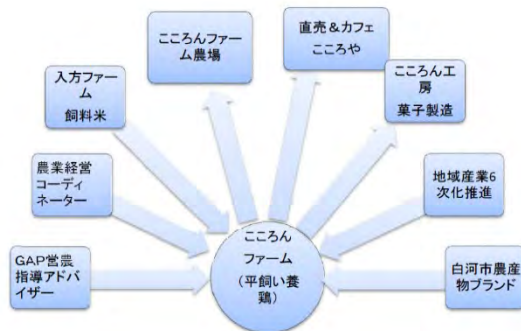 こころんファ
ーム農場
直売＆カフェ
こころや
入方ファー
ム
飼料米
こころん工
房
菓子製造
農業経営
コーディ
ネーター
地域産業6
次化推進
GAP営農
指導アドバ
イザー
こころん
ファーム
（平飼い養
鶏）
白河市農産
物ブランド